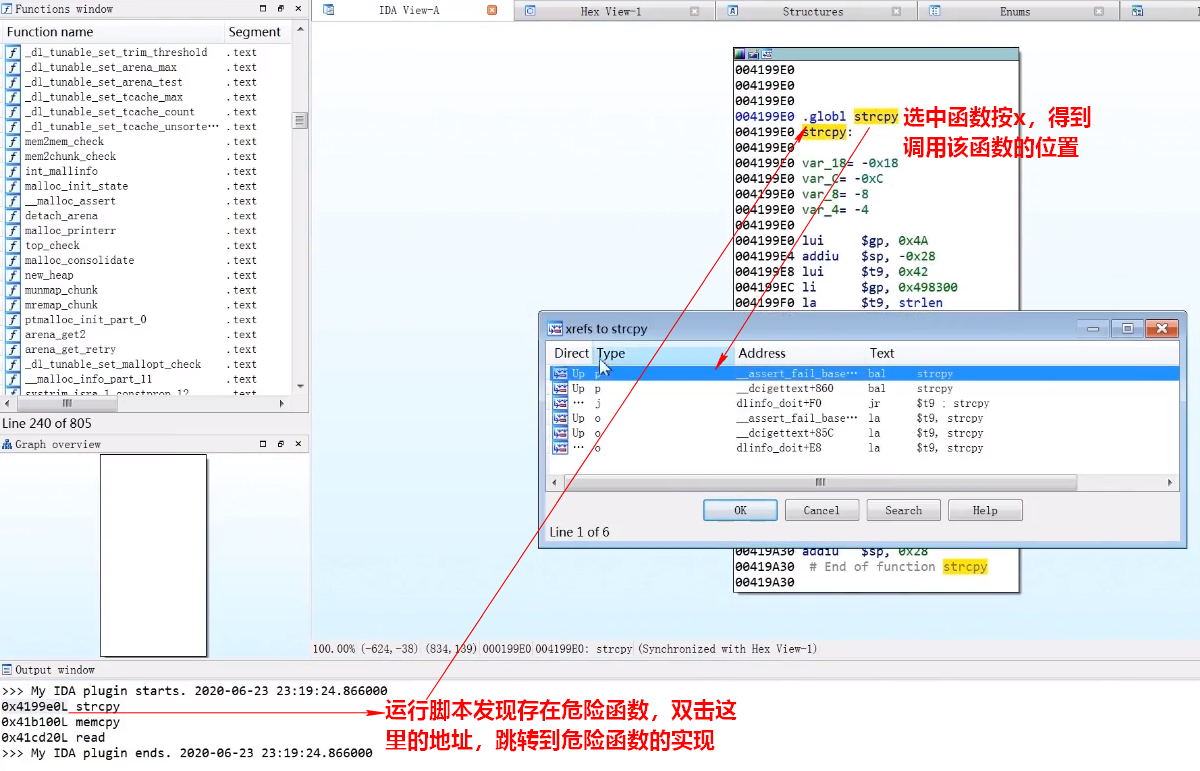 Functions window
Function name Segment
_dl_tunable_set_trim_threshold .text
_dl_tunable_set_arena_max .text
_dl_tunable_set_arena_test .text
_dl_tunable_set_tcache_max .text
_dl_tunable_set_tcache_count .text
_dl_tunable_set_tcache_unsorte… .text
mem2mem_check .text
mem2chunk_check .text
int_mallinfo .text
malloc_init_state .text
__malloc_assert .text
detach_arena .text
malloc_printerr .text
top_check .text
malloc_consolidate .text
new_heap .text
munmap_chunk .text
mremap_chunk .text
ptmalloc_init_part_0 .text
arena_get2 .text
arena_get_retry .text
_dl_tunable_set_mallopt_check .text
__malloc_info_part_11 .text
Line 240 of 805
Graph overview
IDA View-A
Hex View-1
Structures
Enums
004199E0
004199E0
004199E0
004199E0 .globl strcpy
004199E0 strcpy:
004199E0
004199E0 var_18= -0x18
004199E0 var_C= -0xC
004199E0 var_8= -8
004199E0 var_4= -4
004199E0
004199E0 lui $gp, 0x4A
004199E4 addiu $sp, -0x28
004199E8 lui $t9, 0x42
004199EC li $gp, 0x498300
004199F0 la $t9, strlen
选中函数按x，得到
调用该函数的位置
xrefs to strcpy
Direct Type Address Text
Up p __assert_fail_base… bal strcpy
Up p __dcigettext+860 bal strcpy
… j dlinfo_doit+F0 jr $t9 ; strcpy
Up o __assert_fail_base… la $t9, strcpy
Up o __dcigettext+85C la $t9, strcpy
… o dlinfo_doit+E8 la $t9, strcpy
OK Cancel Search Help
Line 1 of 6
00419A30 addiu $sp, 0x28
00419A30 # End of function strcpy
00419A30
100.00% (-624,-38) (834,139) 000199E0 004199E0: strcpy (Synchronized with Hex View-1)
Output window
>>> My IDA plugin starts. 2020-06-23 23:19:24.866000
0x4199e0L strcpy
0x41b100L memcpy
0x41cd20L read
>>> My IDA plugin ends. 2020-06-23 23:19:24.866000
运行脚本发现存在危险函数，双击这
里的地址，跳转到危险函数的实现